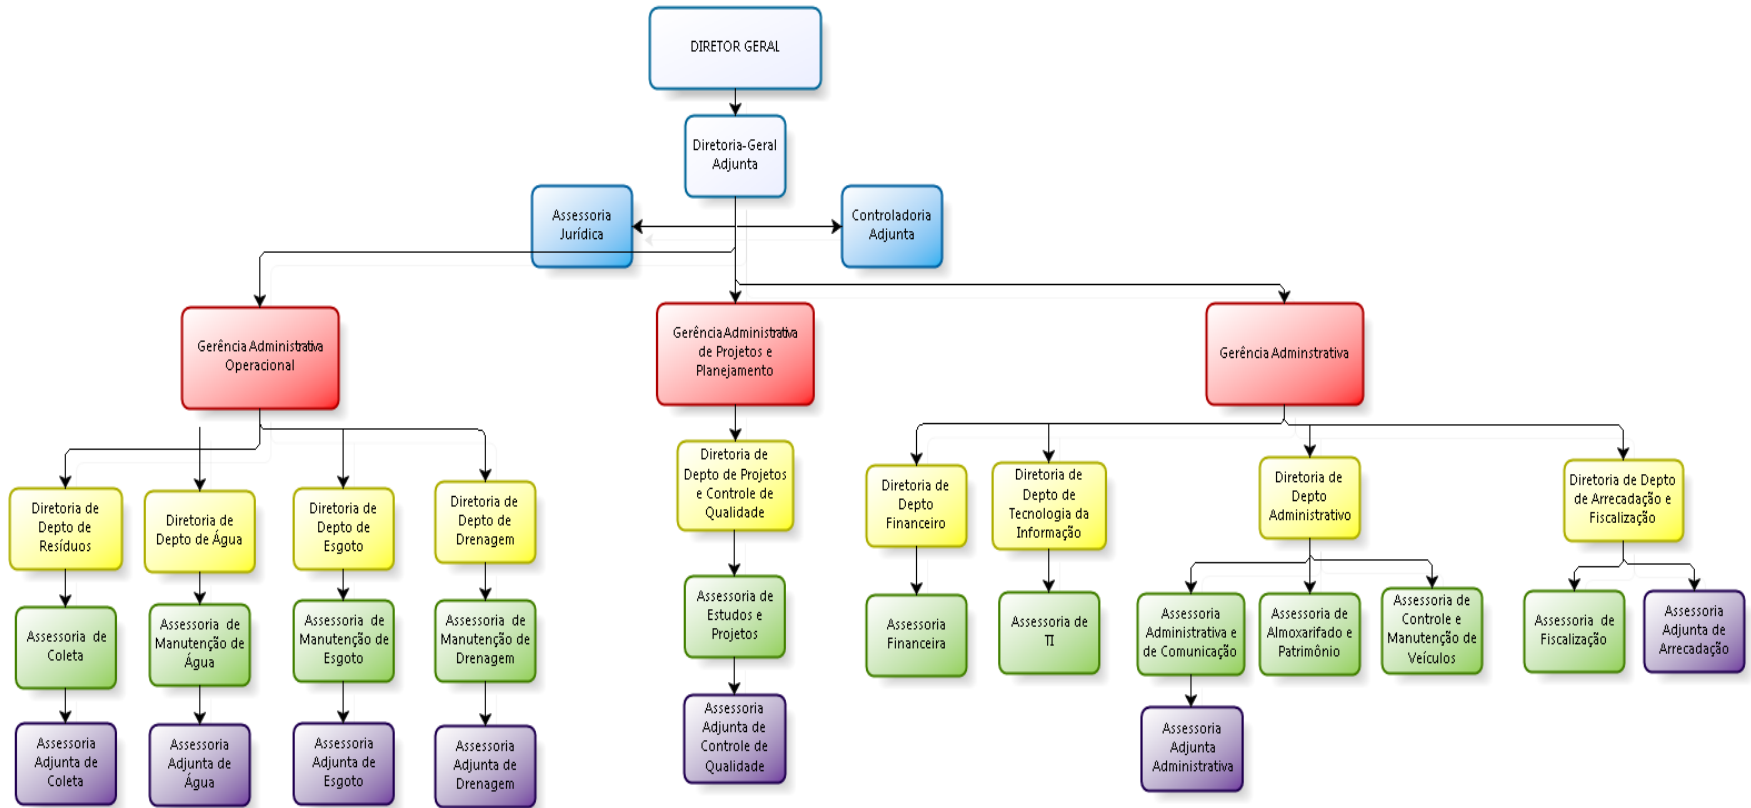 DIRETOR GERAL
Diretoria-Geral
Adjunta
Assessoria
Jurídica
Controladoria
Adjunta
Gerência Administrativa
Operacional
Gerência Administrativa
de Projetos e
Planejamento
Gerência Adminstrativa
Diretoria de
Depto de
Resíduos
Diretoria de
Depto de Água
Diretoria de
Depto de
Esgoto
Diretoria de
Depto de
Drenagem
Diretoria de
Depto de Projetos
e Controle de
Qualidade
Diretoria de
Depto
Financeiro
Diretoria de
Depto de
Tecnologia da
Informação
Diretoria de
Depto
Administrativo
Diretoria de Depto
de Arrecadação e
Fiscalização
Assessoria de
Coleta
Assessoria de
Manutenção de
Água
Assessoria de
Manutenção de
Esgoto
Assessoria de
Manutenção de
Drenagem
Assessoria de
Estudos e
Projetos
Assessoria
Financeira
Assessoria de
TI
Assessoria
Administrativa e
de Comunicação
Assessoria de
Almoxarifado e
Patrimônio
Assessoria de
Controle e
Manutenção de
Veículos
Assessoria de
Fiscalização
Assessoria
Adjunta de
Arrecadação
Assessoria
Adjunta de
Coleta
Assessoria
Adjunta de
Água
Assessoria
Adjunta de
Esgoto
Assessoria
Adjunta de
Drenagem
Assessoria
Adjunta de
Controle de
Qualidade
Assessoria
Adjunta
Administrativa